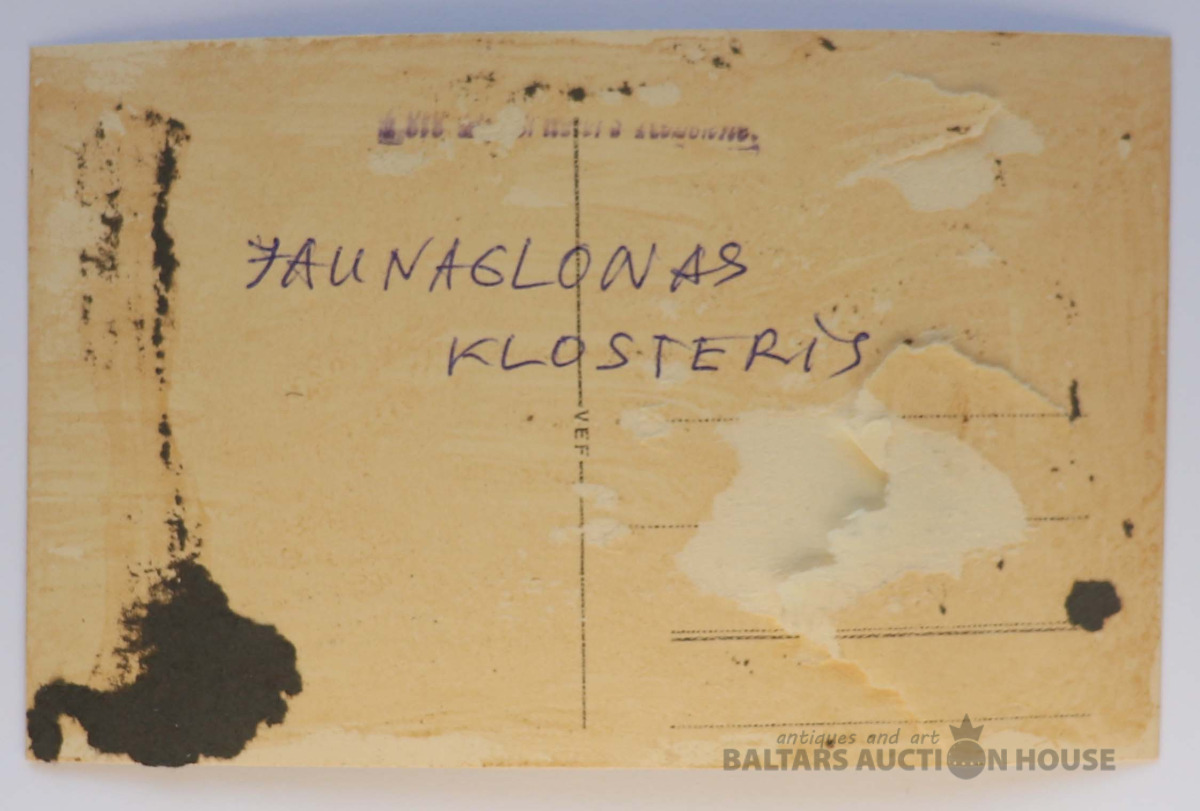 JAUNAGLONAS
KLOSTERIS
VEF
antiques and art
BALTARS AUCTION HOUSE